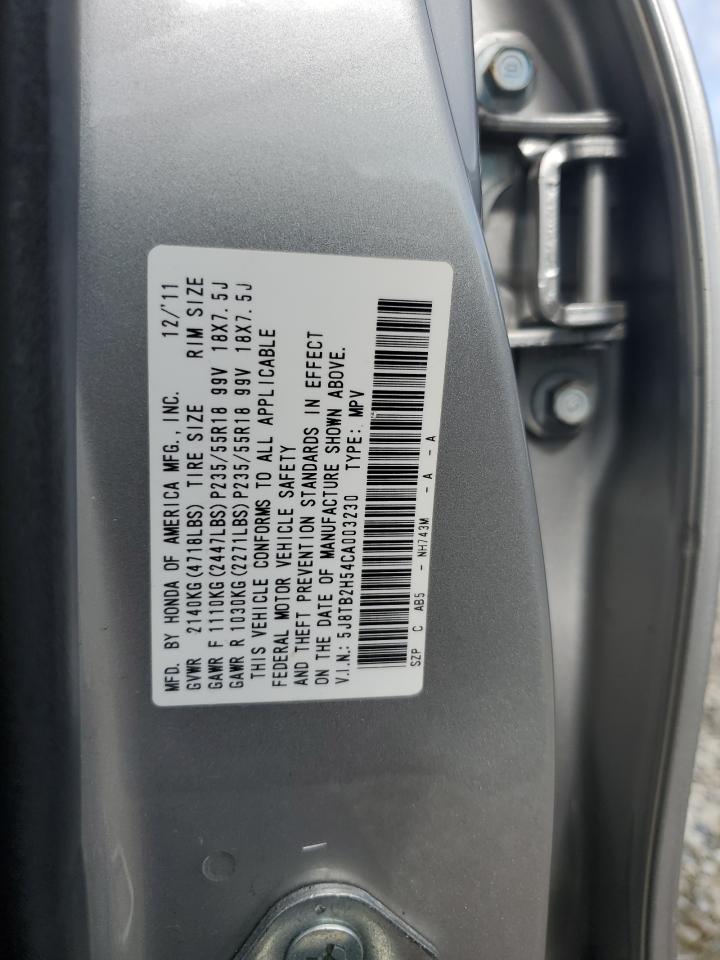 MFD. BY HONDA OF AMERICA MFG., INC. 12/'11
GVWR 2140KG(4718LBS) TIRE SIZE RIM SIZE
GAWR F 1110KG(2447LBS)P235/55R18 99V 18X7.5J
GAWR R 1030KG(2271LBS)P235/55R18 99V 18X7.5J
THIS VEHICLE CONFORMS TO ALL APPLICABLE
FEDERAL MOTOR VEHICLE SAFETY
AND THEFT PREVENTION STANDARDS IN EFFECT
ON THE DATE OF MANUFACTURE SHOWN ABOVE.
V.I.N.: 5J8TB2H54CA003230 TYPE: MPV
SZP C AB5 - NH743M - A - A